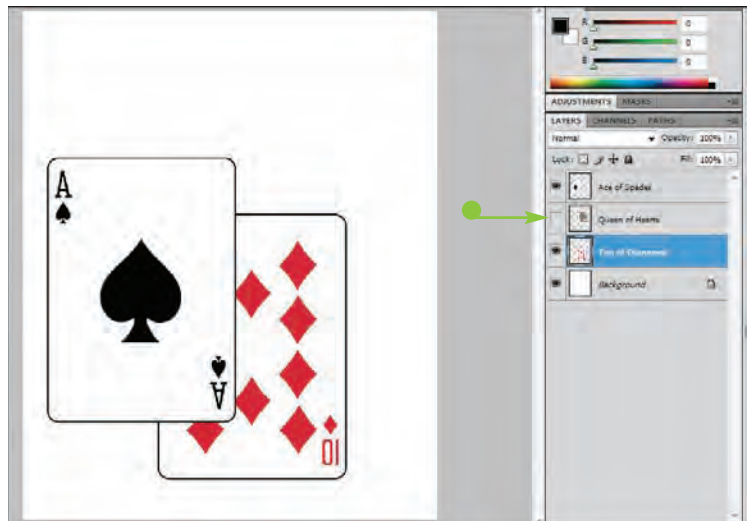 R 0
G 0
B 0
ADJUSTMENTS MASKS
LAYERS CHANNELS PATHS
Normal Opacity: 100%
Lock: Fill: 100%
A
Ace of Spades
Queen of Hearts
Ten of Diamonds
Background
A
10